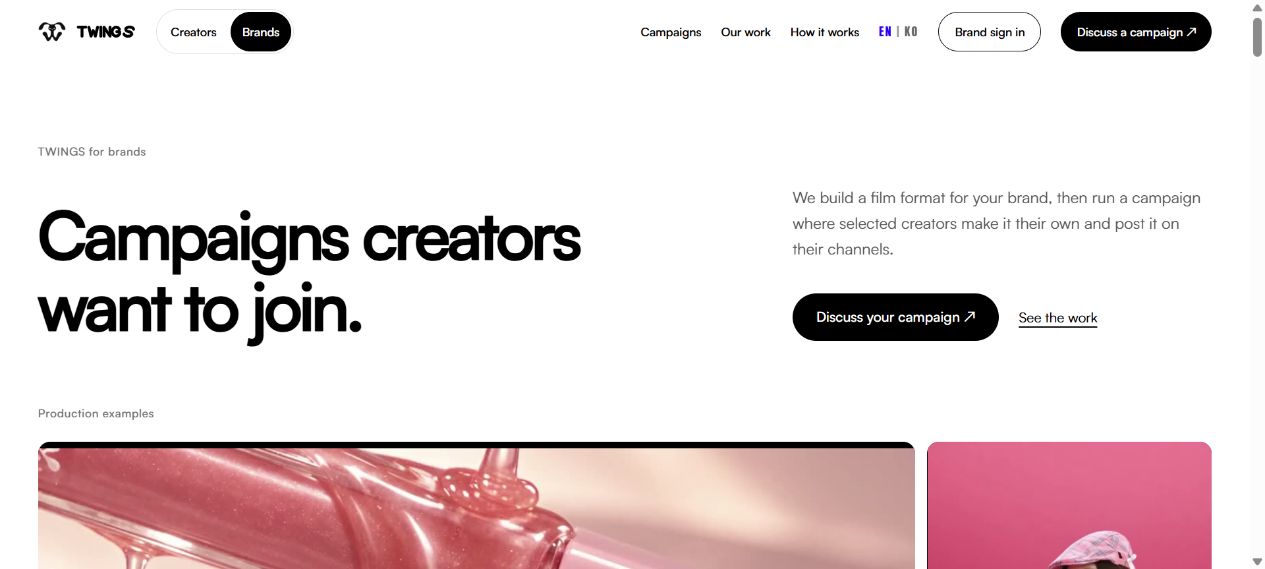 TWINGS
Creators
Brands
Campaigns
Our work
How it works
EN | KO
Brand sign in
Discuss a campaign ↗
TWINGS for brands
Campaigns creators
want to join.
We build a film format for your brand, then run a campaign
where selected creators make it their own and post it on
their channels.
Discuss your campaign ↗
See the work
Production examples